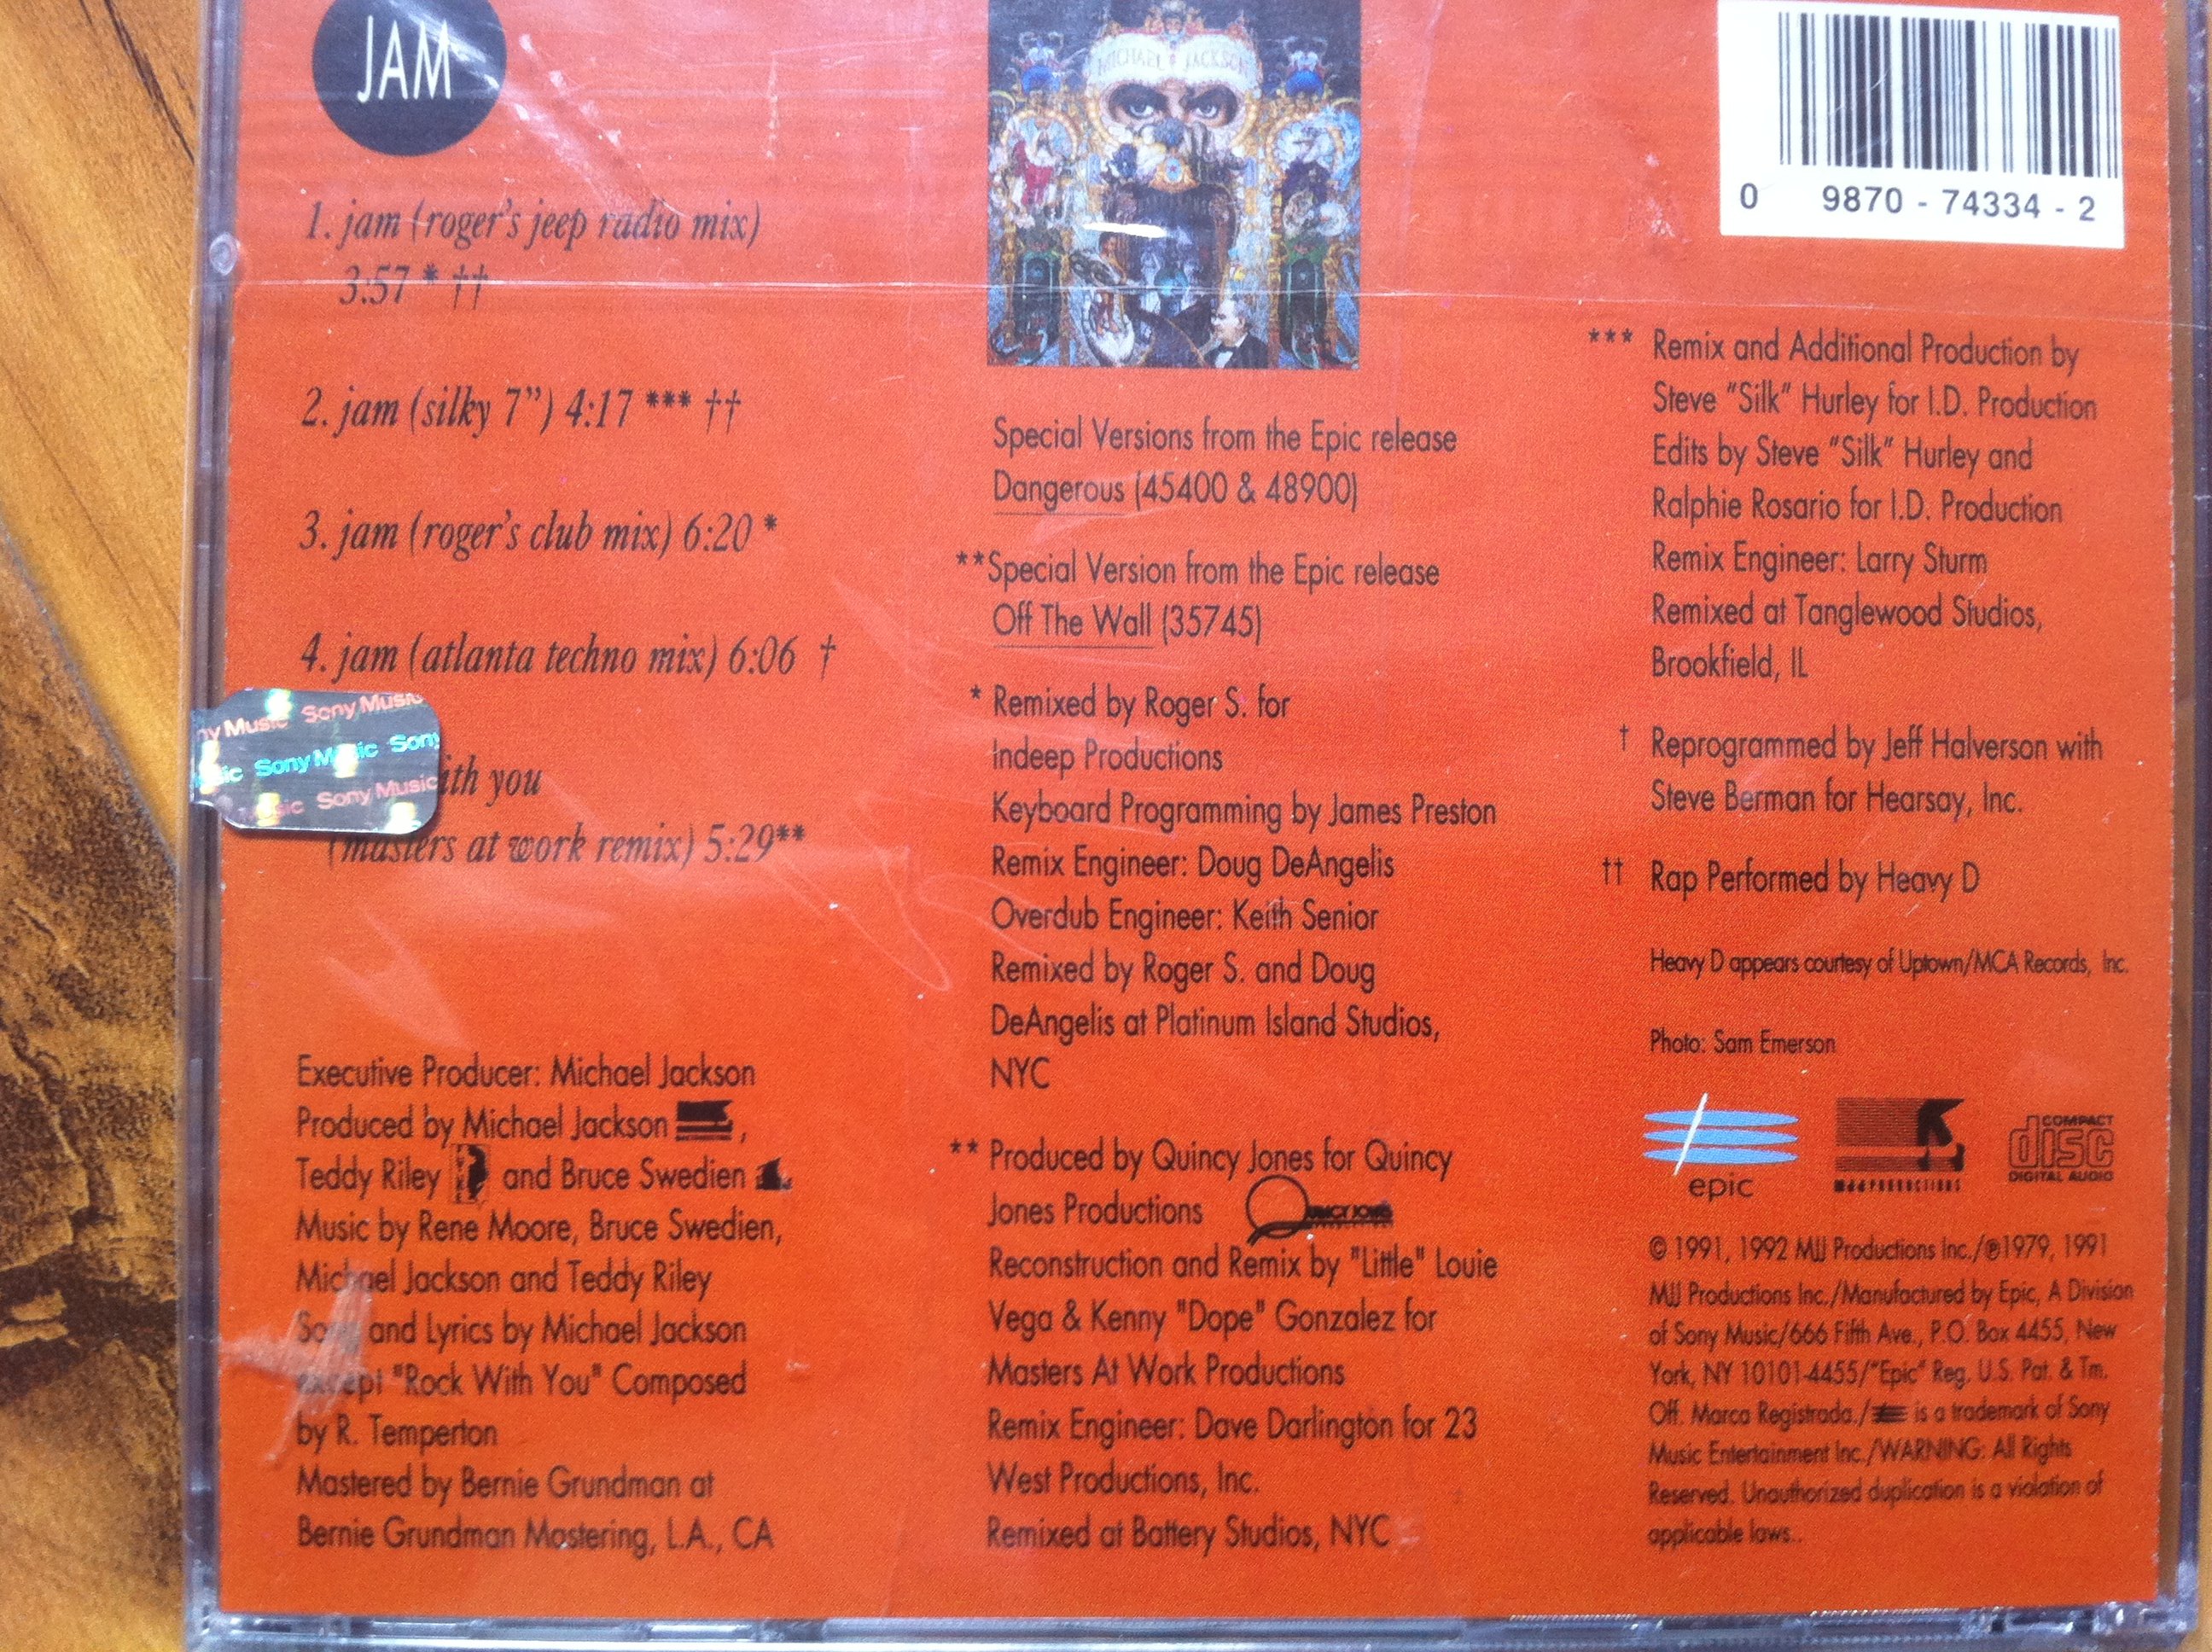 JAM
1. jam (roger's jeep radio mix)
3:57 * ††
2. jam (silky 7") 4:17 *** ††
3. jam (roger's club mix) 6:20 *
4. jam (atlanta techno mix) 6:06 †
Sony Music
Sony Music Sony
Music Sony Music
with you
(masters at work remix) 5:29**
Executive Producer: Michael Jackson
Produced by Michael Jackson ,
Teddy Riley and Bruce Swedien
Music by Rene Moore, Bruce Swedien,
Michael Jackson and Teddy Riley
Song and Lyrics by Michael Jackson
except "Rock With You" Composed
by R. Temperton
Mastered by Bernie Grundman at
Bernie Grundman Mastering, L.A., CA
MICHAEL JACKSON
Special Versions from the Epic release
Dangerous (45400 & 48900)
**Special Version from the Epic release
Off The Wall (35745)
* Remixed by Roger S. for
Indeep Productions
Keyboard Programming by James Preston
Remix Engineer: Doug DeAngelis
Overdub Engineer: Keith Senior
Remixed by Roger S. and Doug
DeAngelis at Platinum Island Studios,
NYC
** Produced by Quincy Jones for Quincy
Jones Productions QUINCY JONES
Reconstruction and Remix by "Little" Louie
Vega & Kenny "Dope" Gonzalez for
Masters At Work Productions
Remix Engineer: Dave Darlington for 23
West Productions, Inc.
Remixed at Battery Studios, NYC
0 9870 - 74334 - 2
*** Remix and Additional Production by
Steve "Silk" Hurley for I.D. Production
Edits by Steve "Silk" Hurley and
Ralphie Rosario for I.D. Production
Remix Engineer: Larry Sturm
Remixed at Tanglewood Studios,
Brookfield, IL
† Reprogrammed by Jeff Halverson with
Steve Berman for Hearsay, Inc.
†† Rap Performed by Heavy D
Heavy D appears courtesy of Uptown/MCA Records, Inc.
Photo: Sam Emerson
epic
MJJ PRODUCTIONS
COMPACT
disc
DIGITAL AUDIO
© 1991, 1992 MJJ Productions Inc./℗1979, 1991
MJJ Productions Inc./Manufactured by Epic, A Division
of Sony Music/666 Fifth Ave., P.O. Box 4455, New
York, NY 10101-4455/"Epic" Reg. U.S. Pat. & Tm.
Off. Marca Registrada./ is a trademark of Sony
Music Entertainment Inc./WARNING: All Rights
Reserved. Unauthorized duplication is a violation of
applicable laws..